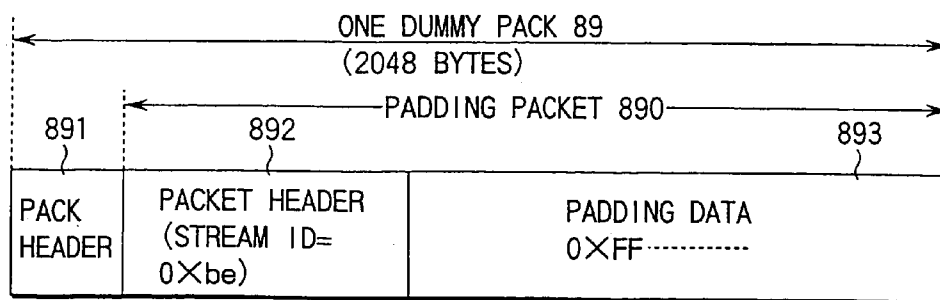 ONE DUMMY PACK 89
(2048 BYTES)
PADDING PACKET 890
891
892
893
PACK
HEADER
PACKET HEADER
(STREAM ID=
0×be)
PADDING DATA
0×FF